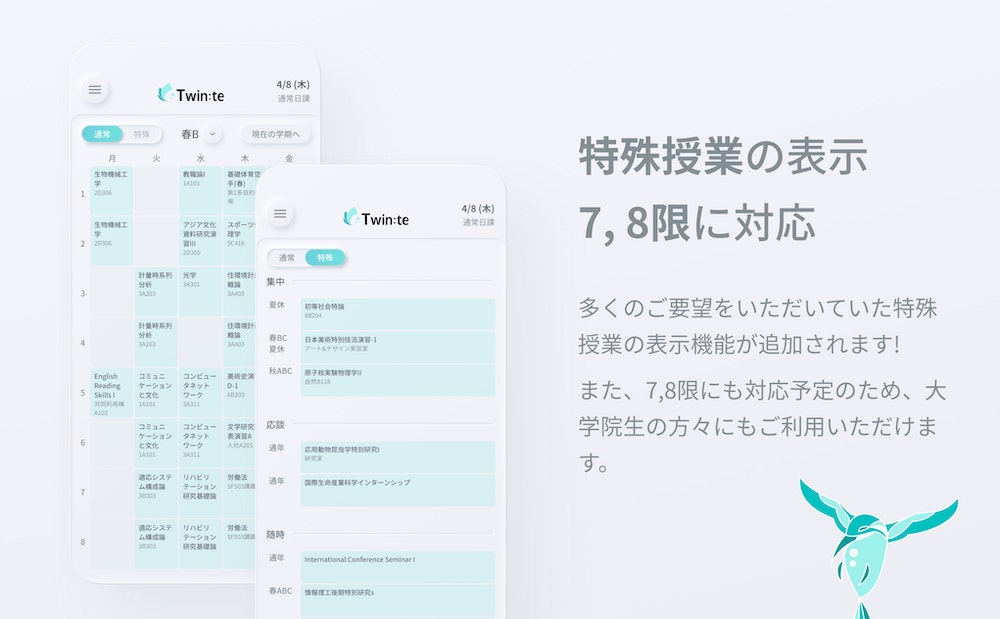 4/8 (木)
Twin:te
通常日課
通常
特殊
春B
現在の学期へ
月
火
水
木
金
1
生物機械工
学
2D306
教職論I
1A101
基礎体育空
手(春)
第1多目的
場
2
生物機械工
学
2D306
アジア文化
資料研究演
習III
2D305
スポーツ
理学
5C416
3
計量時系列
分析
3A203
光学
3A301
住環境計
概論
3A403
4
計量時系列
分析
3A203
住環境計
概論
3A403
5
English
Reading
Skills I
共同利用棟
A102
コミュニ
ケーション
と文化
1A101
コンピュー
タネット
ワーク
3A311
美術史演
D-1
6B203
6
コミュニ
ケーション
と文化
1A101
コンピュー
タネット
ワーク
3A311
文学研究
表演習A
人社A201
7
適応システ
ム構成論
3B303
リハビリ
テーション
研究基礎論
労働法
5F503講義
8
適応システ
ム構成論
3B303
リハビリ
テーション
研究基礎論
労働法
5F503講義
4/8 (木)
Twin:te
通常日課
通常
特殊
集中
夏休
初等社会特論
8B204
春BC
夏休
日本美術特別技法演習-1
アート&デザイン実習室
秋ABC
原子核実験物理学II
自然B118
応談
通年
応用動物昆虫学特別研究I
研究室
通年
国際生命産業科学インターンシップ
随時
通年
International Conference Seminar I
春ABC
情報理工後期特別研究s
特殊授業の表示
7, 8限に対応
多くのご要望をいただいていた特殊
授業の表示機能が追加されます!
また、7,8限にも対応予定のため、大
学院生の方々にもご利用いただけま
す。